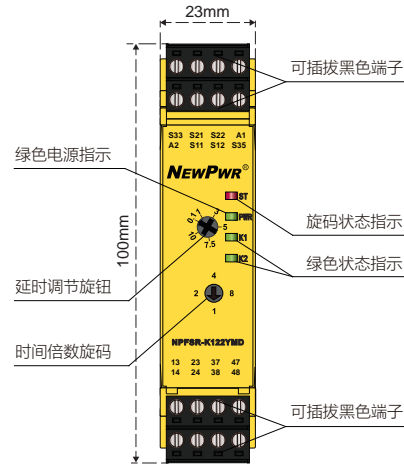 23mm
可插拔黑色端子
S33 S21 S22 A1
A2 S11 S12 S35
绿色电源指示
NEWPWR®
ST
旋码状态指示
PWR
K1
绿色状态指示
K2
100mm
0.1 1 3 5 7.5 10
延时调节旋钮
4
2 8
1
时间倍数旋码
NPFSR-K122YMD
13 23 37 47
14 24 38 48
可插拔黑色端子